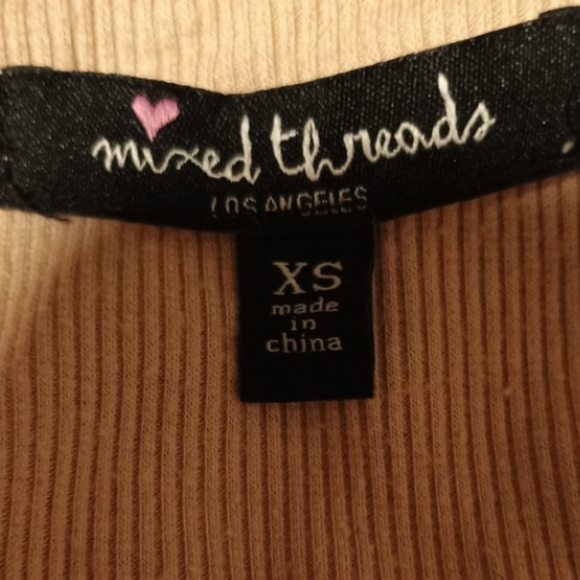 mixed threads
LOS ANGELES
XS
made
in
china